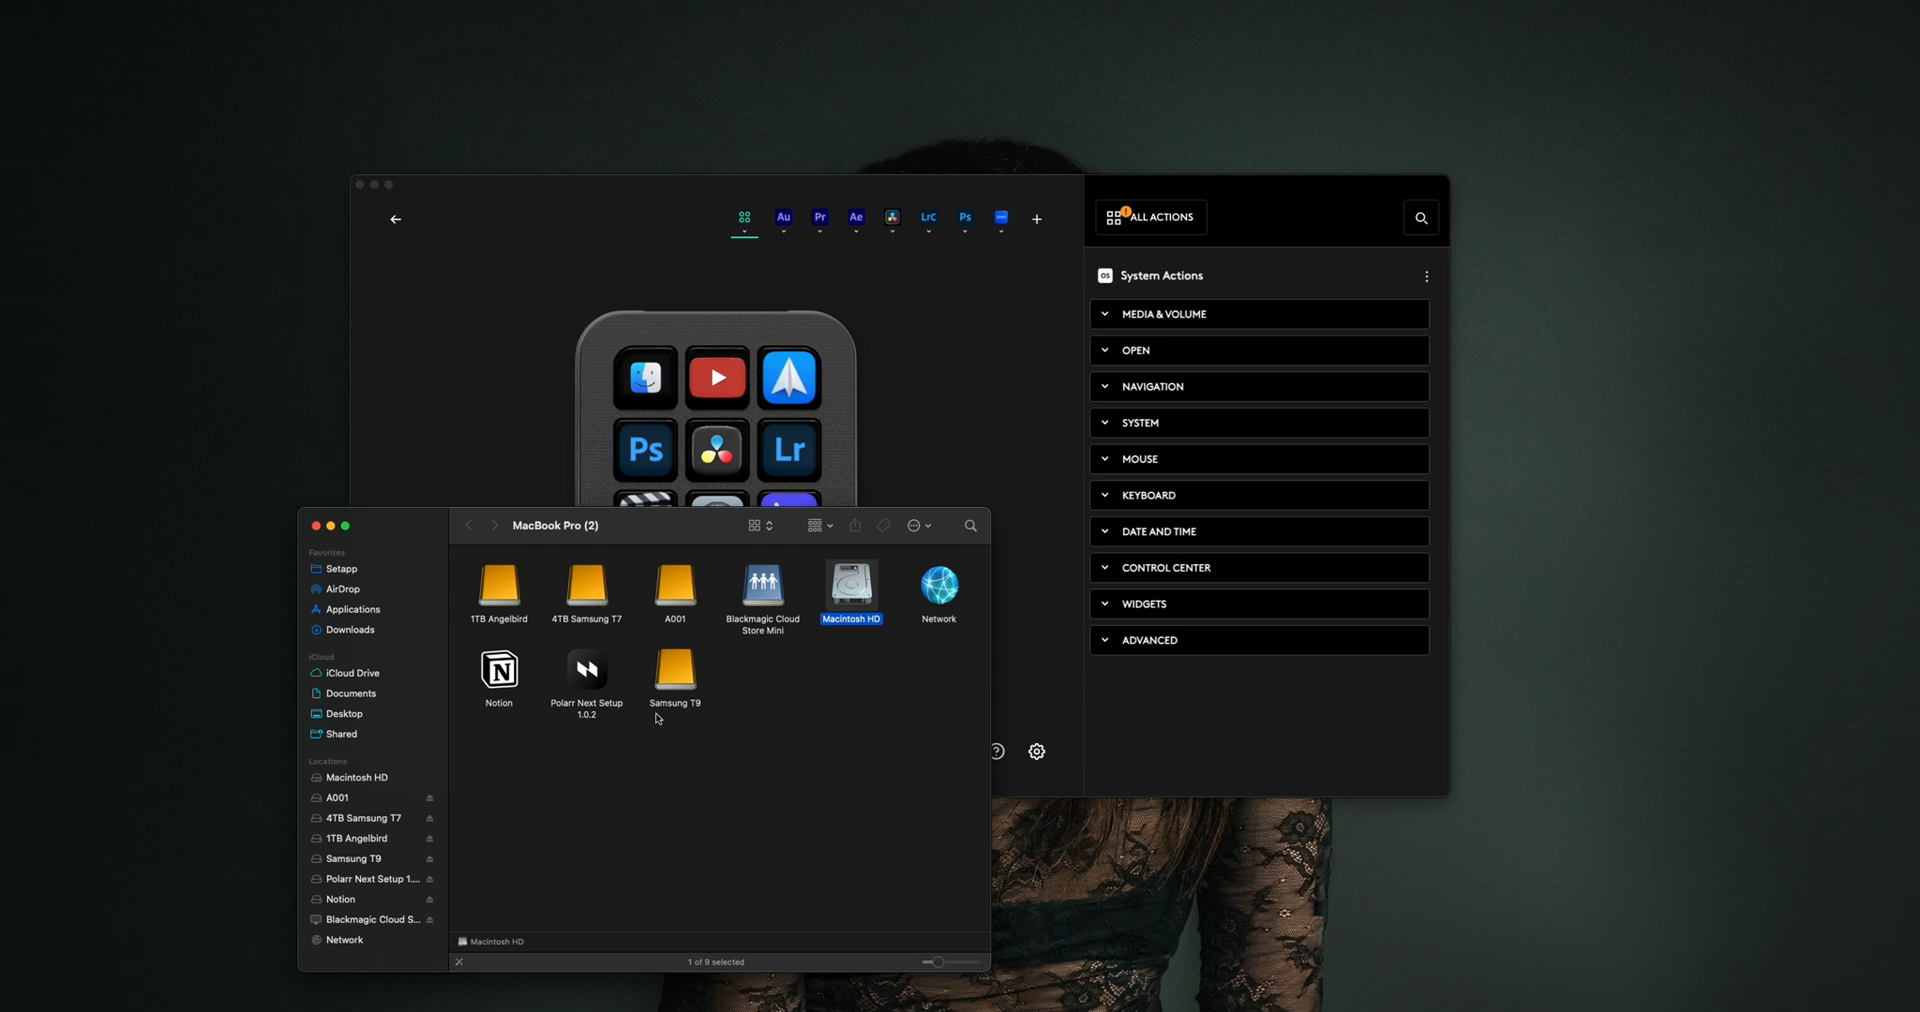 Au
Pr
Ae
LrC
Ps
ALL ACTIONS
OS
System Actions
MEDIA & VOLUME
OPEN
NAVIGATION
SYSTEM
MOUSE
KEYBOARD
DATE AND TIME
CONTROL CENTER
WIDGETS
ADVANCED
Ps
Lr
MacBook Pro (2)
Favorites
Setapp
AirDrop
Applications
Downloads
iCloud
iCloud Drive
Documents
Desktop
Shared
Locations
Macintosh HD
A001
4TB Samsung T7
1TB Angelbird
Samsung T9
Polarr Next Setup 1....
Notion
Blackmagic Cloud S...
Network
1TB Angelbird
4TB Samsung T7
A001
Blackmagic Cloud
Store Mini
Macintosh HD
Network
Notion
Polarr Next Setup
1.0.2
Samsung T9
Macintosh HD
1 of 9 selected